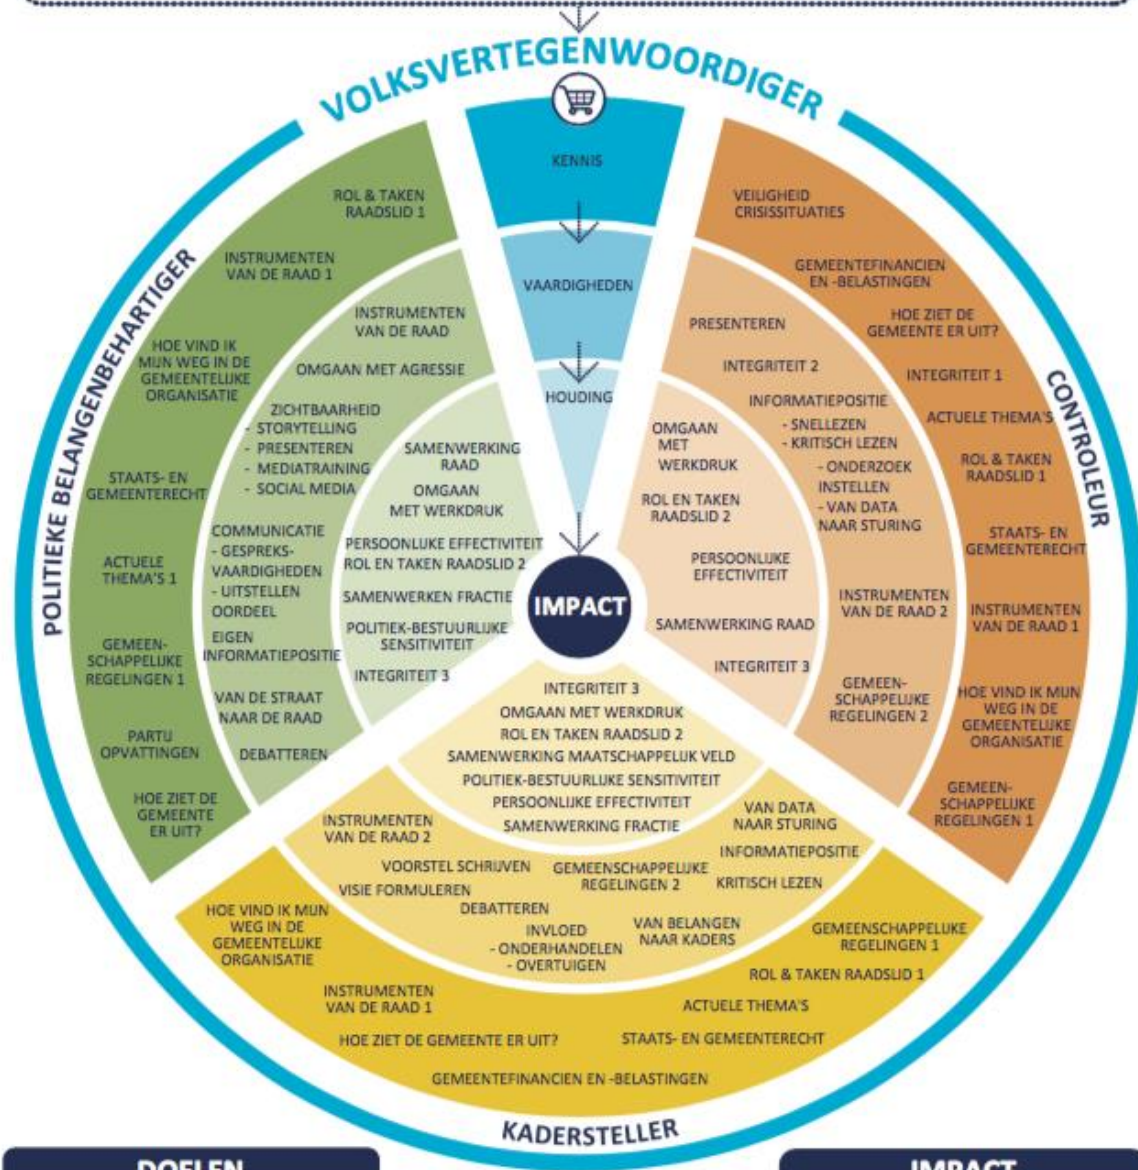 VOLKSVERTEGENWOORDIGER
KENNIS
VAARDIGHEDEN
HOUDING
IMPACT
POLITIEKE BELANGENBEHARTIGER
ROL & TAKEN
RAADSLID 1
INSTRUMENTEN
VAN DE RAAD 1
HOE VIND IK
MIJN WEG IN DE
GEMEENTELIJKE
ORGANISATIE
STAATS- EN
GEMEENTERECHT
ACTUELE
THEMA'S 1
GEMEEN-
SCHAPPELIJKE
REGELINGEN 1
PARTIJ
OPVATTINGEN
HOE ZIET DE
GEMEENTE
ER UIT?
INSTRUMENTEN
VAN DE RAAD
OMGAAN MET AGRESSIE
ZICHTBAARHEID
- STORYTELLING
- PRESENTEREN
- MEDIATRAINING
- SOCIAL MEDIA
COMMUNICATIE
- GESPREKS-
VAARDIGHEDEN
- UITSTELLEN
OORDEEL
EIGEN
INFORMATIEPOSITIE
VAN DE STRAAT
NAAR DE RAAD
DEBATTEREN
SAMENWERKING
RAAD
OMGAAN
MET WERKDRUK
PERSOONLIJKE EFFECTIVITEIT
ROL EN TAKEN RAADSLID 2
SAMENWERKEN FRACTIE
POLITIEK-BESTUURLIJKE
SENSITIVITEIT
INTEGRITEIT 3
CONTROLEUR
VEILIGHEID
CRISISSITUATIES
GEMEENTEFINANCIEN
EN -BELASTINGEN
HOE ZIET DE
GEMEENTE ER UIT?
INTEGRITEIT 1
ACTUELE THEMA'S
ROL & TAKEN
RAADSLID 1
STAATS- EN
GEMEENTERECHT
INSTRUMENTEN
VAN DE RAAD 1
HOE VIND IK MIJN
WEG IN DE
GEMEENTELIJKE
ORGANISATIE
GEMEEN-
SCHAPPELIJKE
REGELINGEN 1
PRESENTEREN
INTEGRITEIT 2
INFORMATIEPOSITIE
- SNELLEZEN
- KRITISCH LEZEN
- ONDERZOEK
INSTELLEN
- VAN DATA
NAAR STURING
INSTRUMENTEN
VAN DE RAAD 2
GEMEEN-
SCHAPPELIJKE
REGELINGEN 2
OMGAAN
MET
WERKDRUK
ROL EN TAKEN
RAADSLID 2
PERSOONLIJKE
EFFECTIVITEIT
SAMENWERKING RAAD
INTEGRITEIT 3
INTEGRITEIT 3
OMGAAN MET WERKDRUK
ROL EN TAKEN RAADSLID 2
SAMENWERKING MAATSCHAPPELIJK VELD
POLITIEK-BESTUURLIJKE SENSITIVITEIT
PERSOONLIJKE EFFECTIVITEIT
SAMENWERKING FRACTIE
INSTRUMENTEN
VAN DE RAAD 2
VOORSTEL SCHRIJVEN
VISIE FORMULEREN
DEBATTEREN
INVLOED
- ONDERHANDELEN
- OVERTUIGEN
GEMEENSCHAPPELIJKE
REGELINGEN 2
VAN BELANGEN
NAAR KADERS
VAN DATA
NAAR STURING
INFORMATIEPOSITIE
KRITISCH LEZEN
HOE VIND IK MIJN
WEG IN DE
GEMEENTELIJKE
ORGANISATIE
INSTRUMENTEN
VAN DE RAAD 1
HOE ZIET DE GEMEENTE ER UIT?
GEMEENTEFINANCIEN EN -BELASTINGEN
STAATS- EN GEMEENTERECHT
ACTUELE THEMA'S
ROL & TAKEN RAADSLID 1
GEMEENSCHAPPELIJKE
REGELINGEN 1
KADERSTELLER
DOELEN
IMPACT